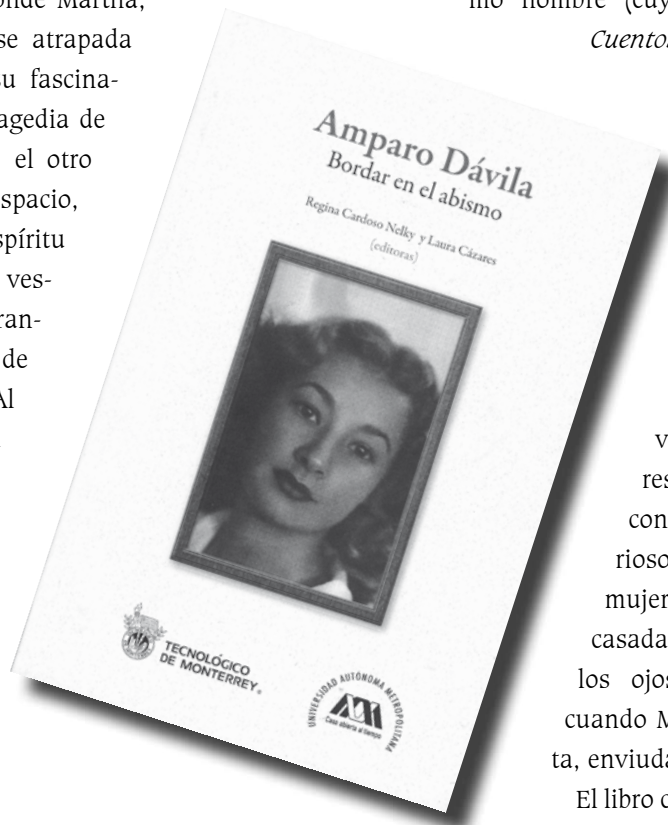 onde Martha,
se atrapada
su fascina-
agedia de
el otro
spacio,
spíritu
ves-
ran-
de
Al
mo nombre (cuy
Cuentos
Amparo Dávila
Bordar en el abismo
Regina Cardoso Nelky y Laura Cázares
(editoras)
TECNOLÓGICO
DE MONTERREY®
UNIVERSIDAD AUTÓNOMA METROPOLITANA
Casa abierta al tiempo
v
res
con
rioso
mujer
casada
los ojos
cuando M
ta, enviuda
El libro c